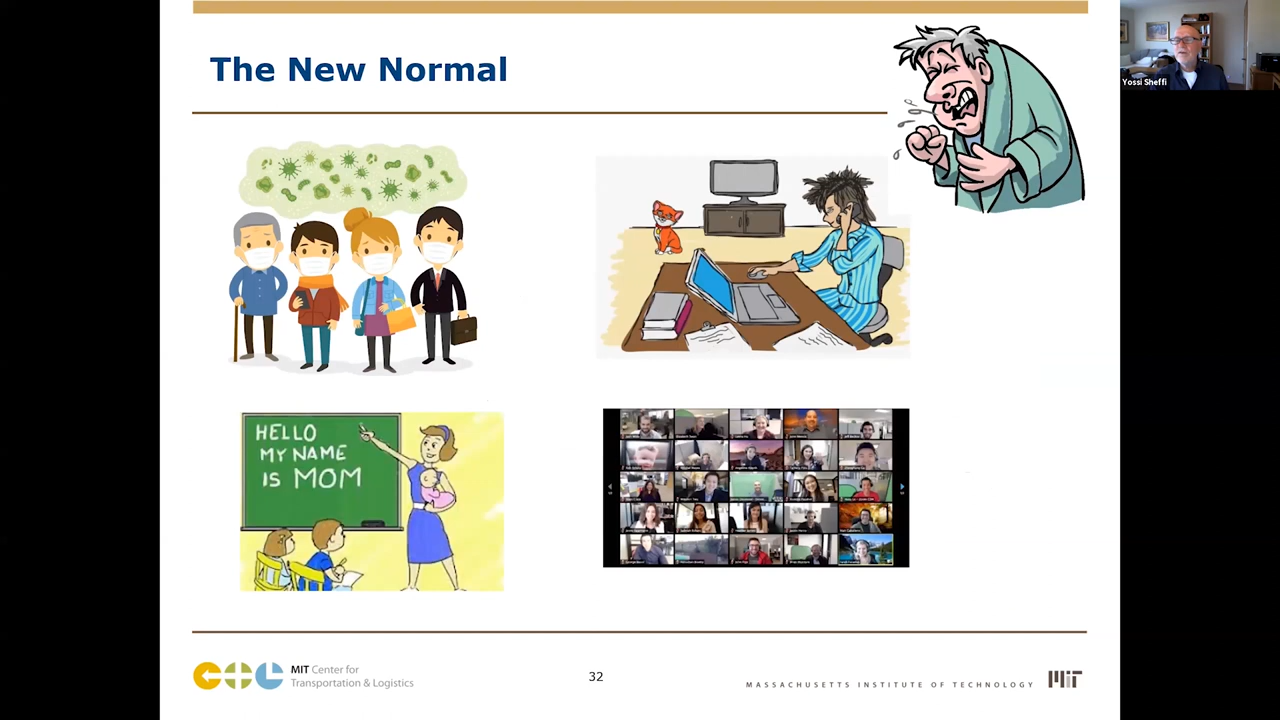 The New Normal
Yossi Sheffi
HELLO
MY NAME
IS MOM
MIT Center for
Transportation & Logistics
32
MASSACHUSETTS INSTITUTE OF TECHNOLOGY
MIT